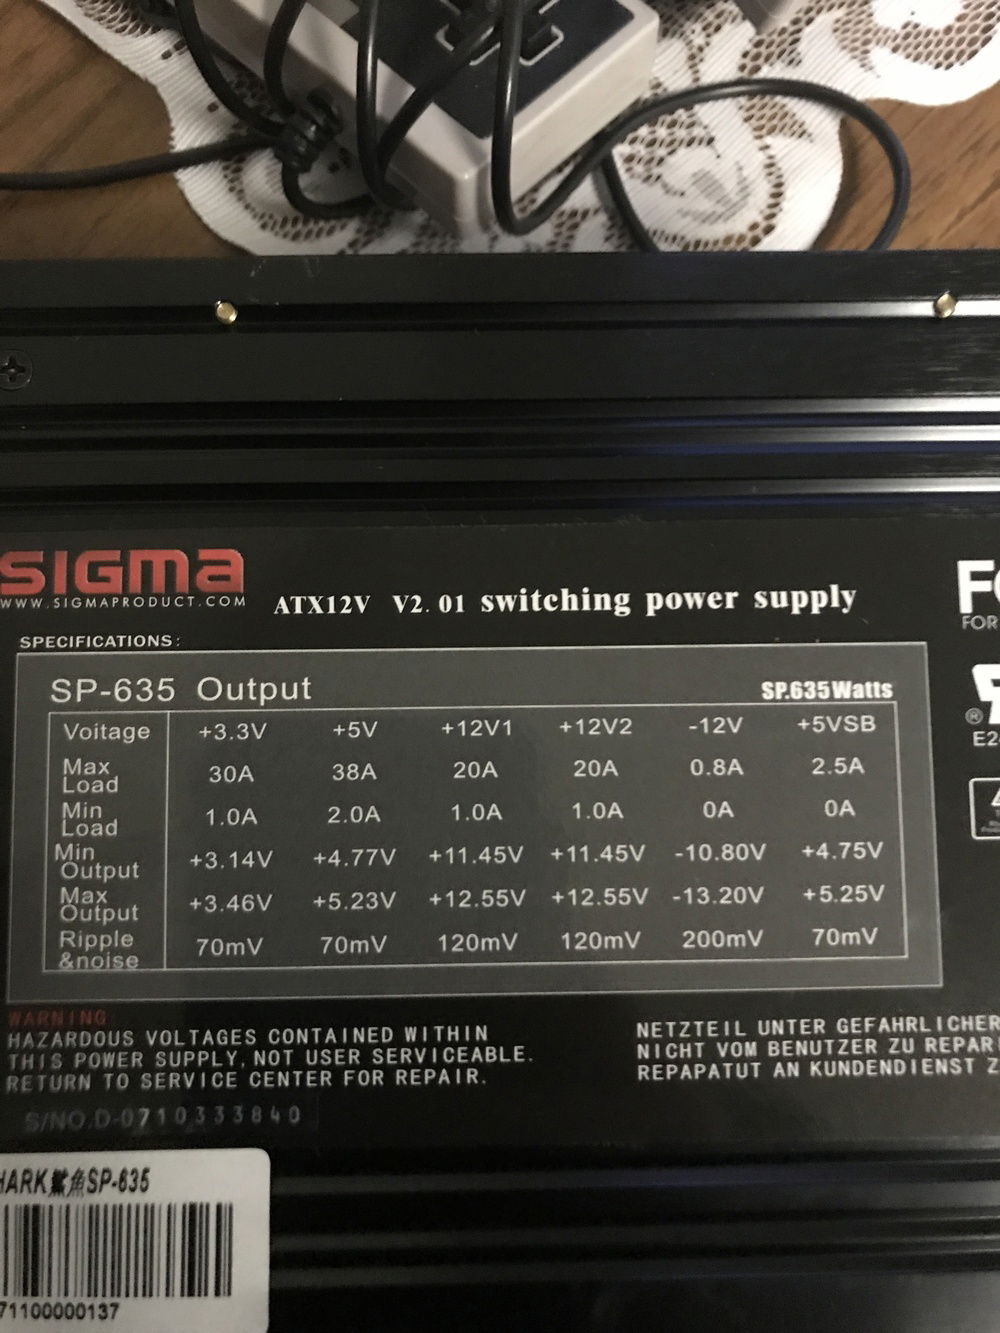 SIGMA
WWW.SIGMAPRODUCT.COM
ATX12V V2.01 switching power supply
FOR
SPECIFICATIONS:
SP-635 Output SP.635Watts
Voitage +3.3V +5V +12V1 +12V2 -12V +5VSB
Max Load 30A 38A 20A 20A 0.8A 2.5A
Min Load 1.0A 2.0A 1.0A 1.0A 0A 0A
Min Output +3.14V +4.77V +11.45V +11.45V -10.80V +4.75V
Max Output +3.46V +5.23V +12.55V +12.55V -13.20V +5.25V
Ripple &noise 70mV 70mV 120mV 120mV 200mV 70mV
®
WARNING:
HAZARDOUS VOLTAGES CONTAINED WITHIN
THIS POWER SUPPLY, NOT USER SERVICEABLE.
RETURN TO SERVICE CENTER FOR REPAIR.
NETZTEIL UNTER GEFAHRLICHER
NICHT VOM BENUTZER ZU REPARI
REPAPATUT AN KUNDENDIENST Z
S/NO.D-0710333840
HARK鯊魚SP-635
71100000137